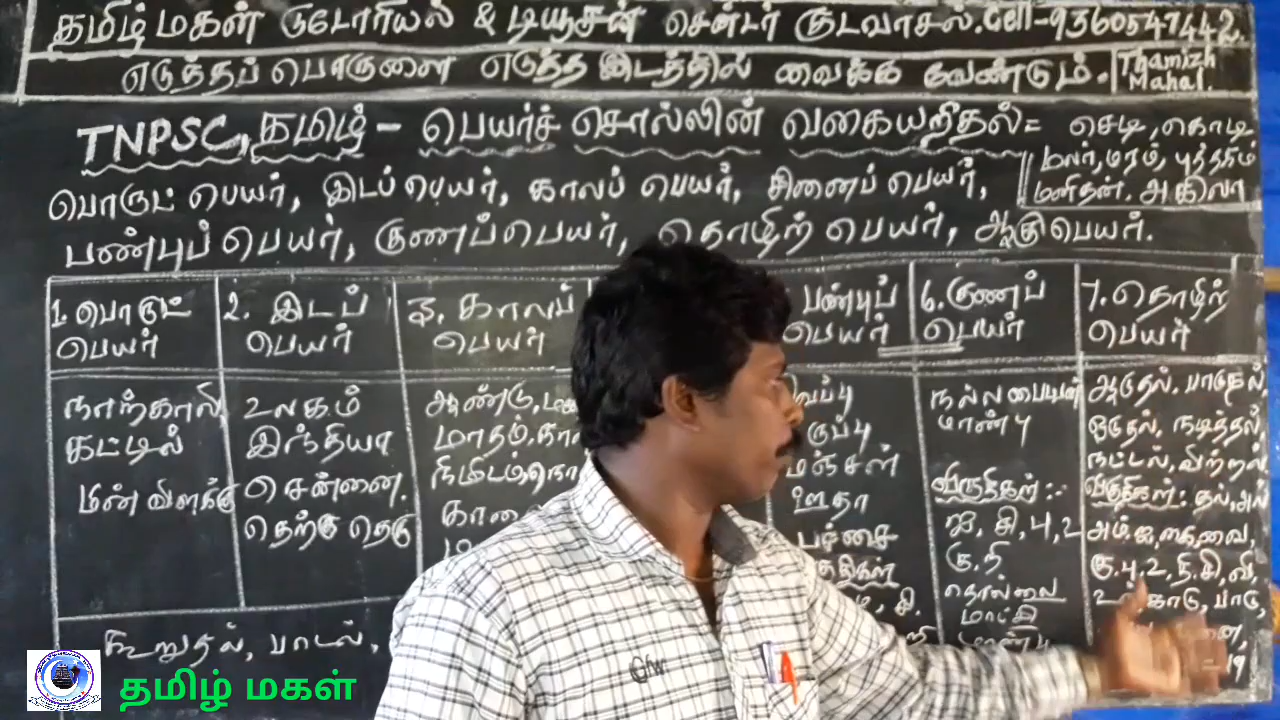 தமிழ் மகள் டுடோரியல் & டியூசன் சென்டர் குடவாசல். Cell-9360547442.
எடுத்தப் பொருளை எடுத்த இடத்தில் வைக்க வேண்டும்.
Thamizh
Mahal.
TNPSC, தமிழ் - பெயர்ச் சொல்லின் வகையறிதல்=
செடி, கொடி
மலர், மரம், புத்தகம்
மனிதன். அகிலா
பொருட் பெயர், இடப் பெயர், காலப் பெயர், சினைப் பெயர்,
பண்புப் பெயர், குணப்பெயர், தொழிற் பெயர், ஆகுபெயர்.
1. பொருட்
பெயர்
நாற்காலி
கட்டில்
மின் விளக்கு
2. இடப்
பெயர்
உலகம்
இந்தியா
சென்னை.
தெற்கு தெரு
3. காலப்
பெயர்
ஆண்டு,
மாதம்,
நிமிடம்,
பண்புப்
பெயர்
மஞ்சள்
ஊதா
பச்சை
6. குணப்
பெயர்
நல்லபையன்
மாண்பு
விகுதிகள்:-
ஐ, சி, பு, உ
கு, றி
தொல்லை
மாட்சி
மாண்பு
7. தொழிற்
பெயர்
ஆடுதல், பாடுதல்,
ஓடுதல், நடித்தல்,
நட்டல், விற்றல்
விகுதிகள்: தல், அல்
அம், ஐ, கை, வை,
கு, பு, உ, தி, சி, வி,
பாடு,
கூறுதல், பாடல்,
தமிழ் மகள்